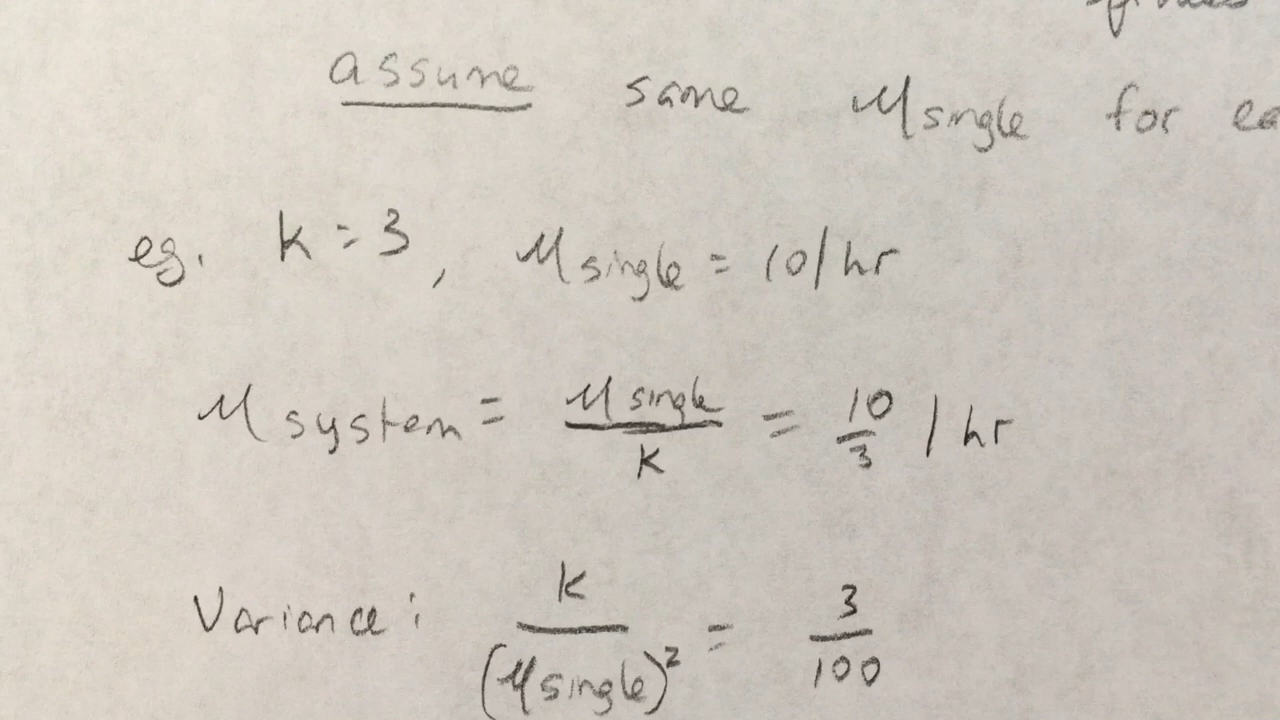 assume same μsingle for
eg. k = 3, μsingle = 10/hr
μsystem = μsingle/k = 10/3 / hr
Variance: k/(μsingle)² = 3/100